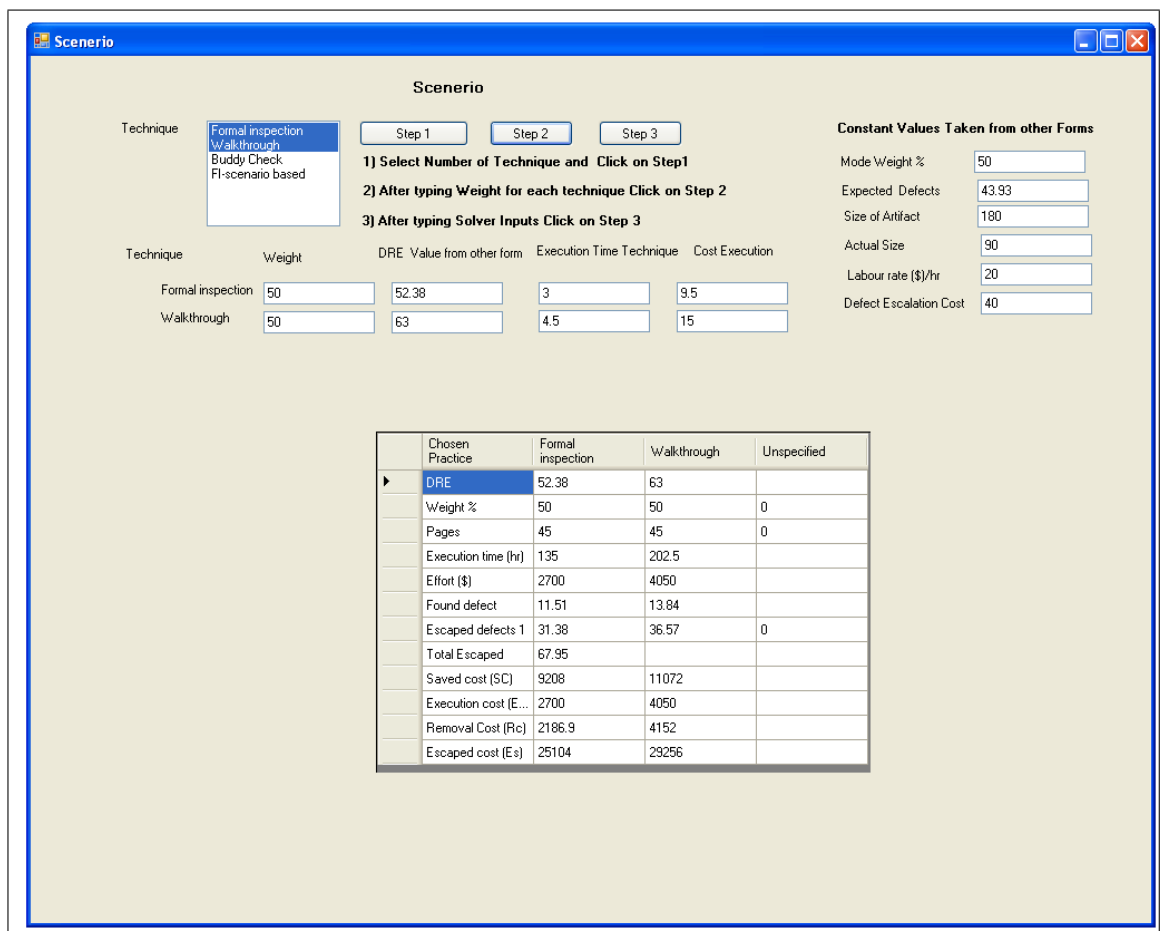 Scenerio
Scenerio
Technique
Formal inspection
Walkthrough
Buddy Check
FI-scenario based
Step 1
Step 2
Step 3
1) Select Number of Technique and Click on Step1
2) After typing Weight for each technique Click on Step 2
3) After typing Solver Inputs Click on Step 3
Constant Values Taken from other Forms
Mode Weight % 50
Expected Defects 43.93
Size of Artifact 180
Actual Size 90
Labour rate ($)/hr 20
Defect Escalation Cost 40
Technique Weight DRE Value from other form Execution Time Technique Cost Execution
Formal inspection 50 52.38 3 9.5
Walkthrough 50 63 4.5 15
Chosen Practice Formal inspection Walkthrough Unspecified
DRE 52.38 63
Weight % 50 50 0
Pages 45 45 0
Execution time (hr) 135 202.5
Effort ($) 2700 4050
Found defect 11.51 13.84
Escaped defects 1 31.38 36.57 0
Total Escaped 67.95
Saved cost (SC) 9208 11072
Execution cost (E... 2700 4050
Removal Cost (Rc) 2186.9 4152
Escaped cost (Es) 25104 29256